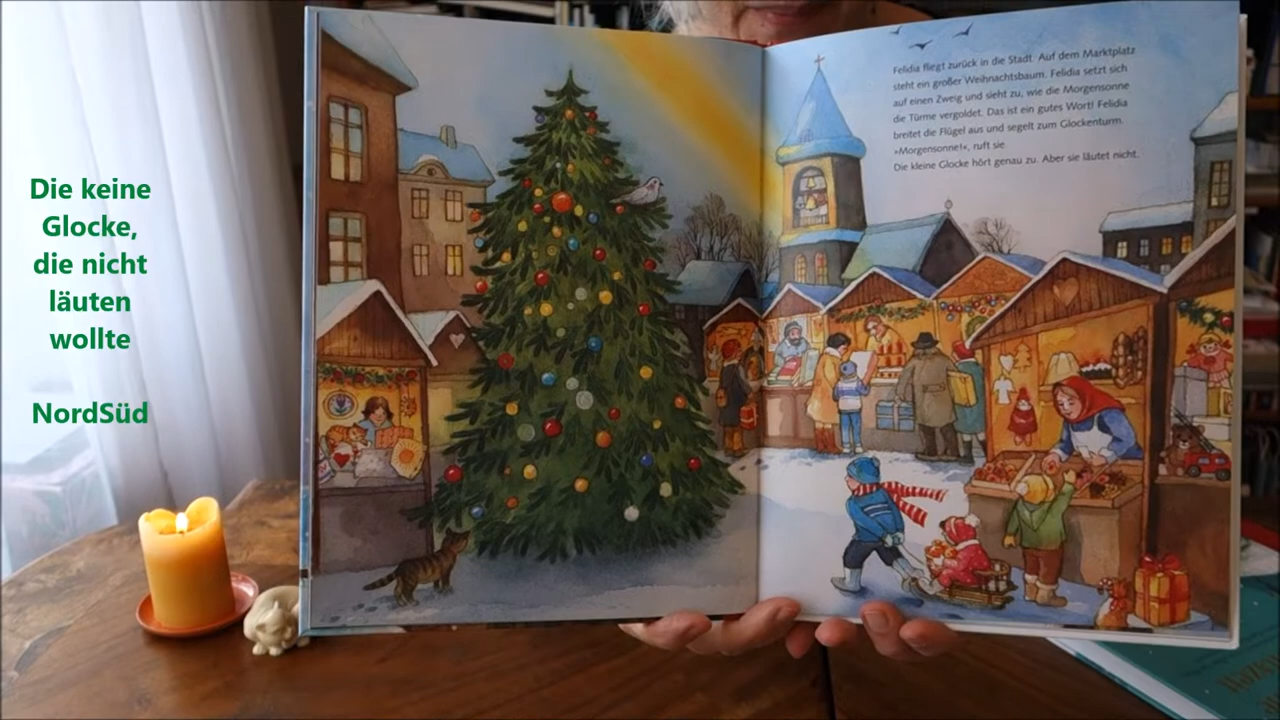 Die keine
Glocke,
die nicht
läuten
wollte
NordSüd
Felidia fliegt zurück in die Stadt. Auf dem Marktplatz
steht ein großer Weihnachtsbaum. Felidia setzt sich
auf einen Zweig und sieht zu, wie die Morgensonne
die Türme vergoldet. Das ist ein gutes Wort! Felidia
breitet die Flügel aus und segelt zum Glockenturm.
»Morgensonne!«, ruft sie.
Die kleine Glocke hört genau zu. Aber sie läutet nicht.